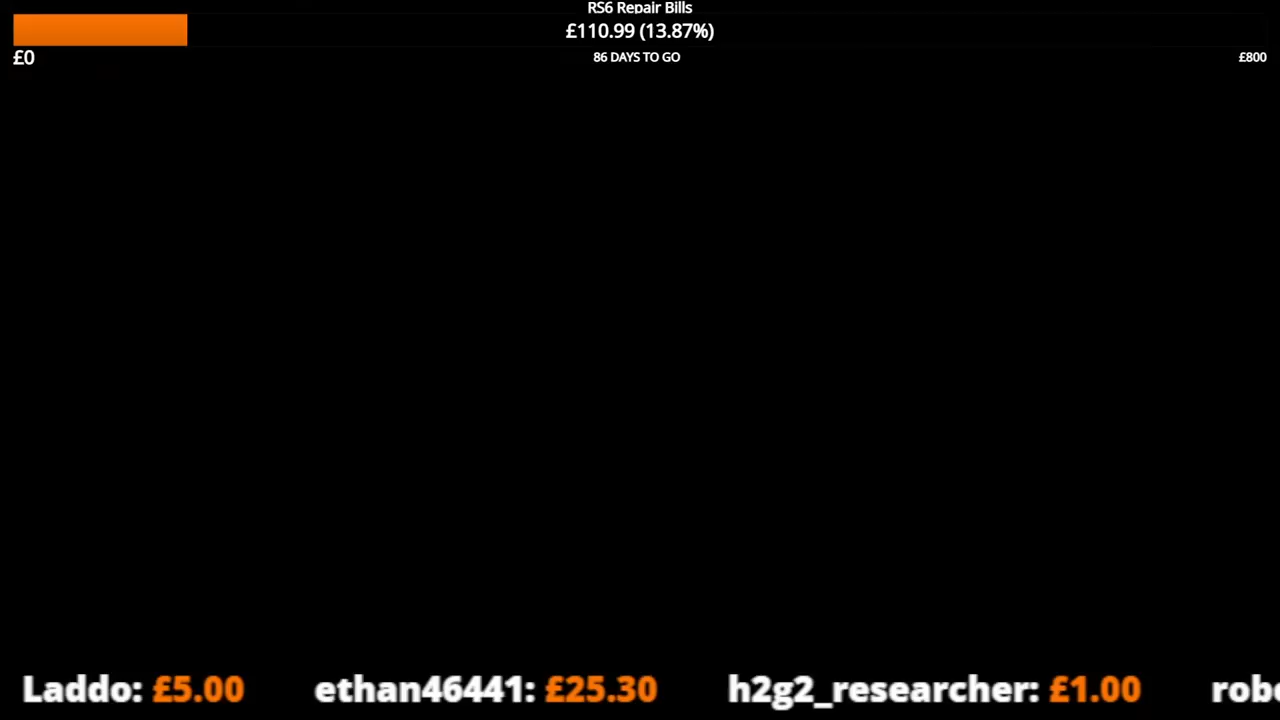 RS6 Repair Bills
£110.99 (13.87%)
£0 86 DAYS TO GO £800
Laddo: £5.00 ethan46441: £25.30 h2g2_researcher: £1.00